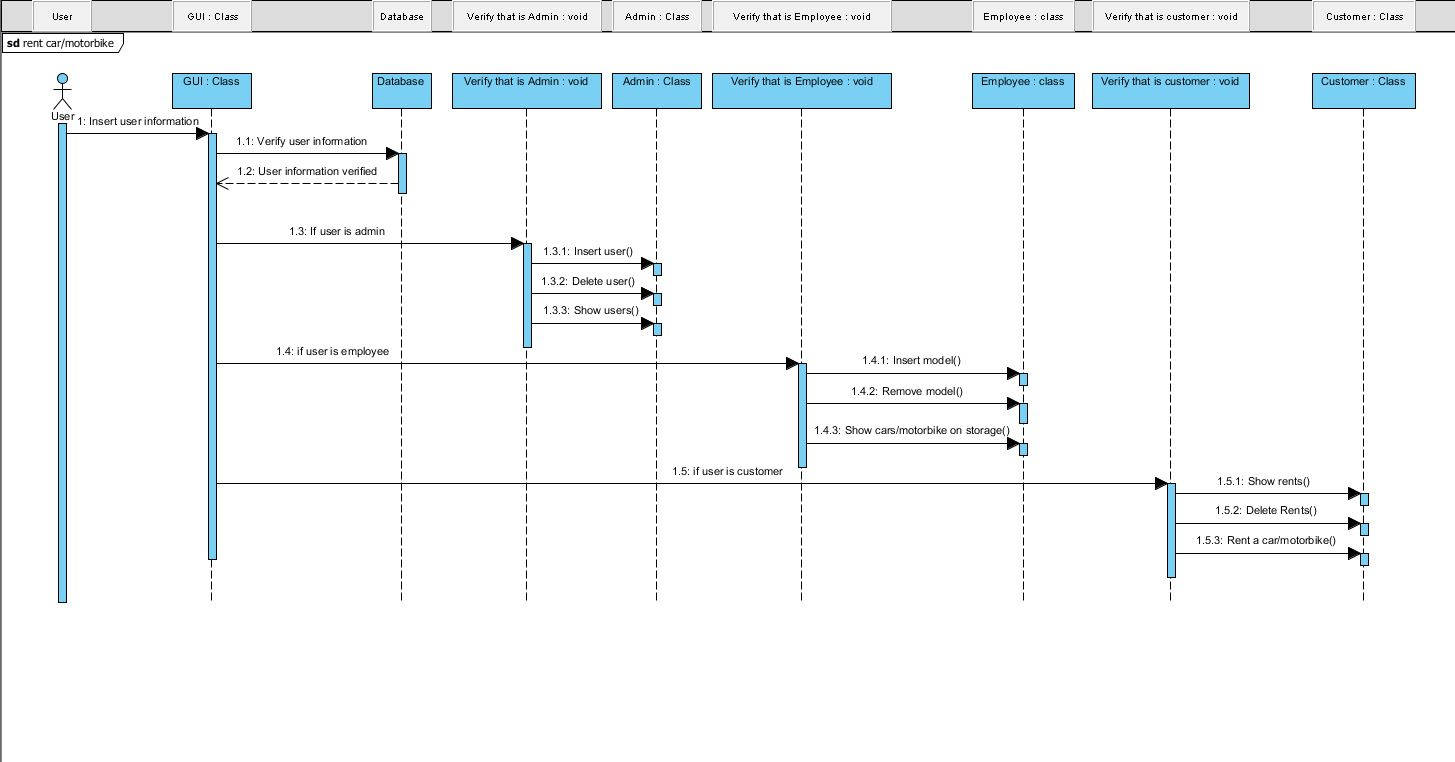 User
GUI : Class
Database
Verify that is Admin : void
Admin : Class
Verify that is Employee : void
Employee : class
Verify that is customer : void
Customer : Class
sd rent car/motorbike
GUI : Class
Database
Verify that is Admin : void
Admin : Class
Verify that is Employee : void
Employee : class
Verify that is customer : void
Customer : Class
User
1: Insert user information
1.1: Verify user information
1.2: User information verified
1.3: If user is admin
1.3.1: Insert user()
1.3.2: Delete user()
1.3.3: Show users()
1.4: if user is employee
1.4.1: Insert model()
1.4.2: Remove model()
1.4.3: Show cars/motorbike on storage()
1.5: if user is customer
1.5.1: Show rents()
1.5.2: Delete Rents()
1.5.3: Rent a car/motorbike()